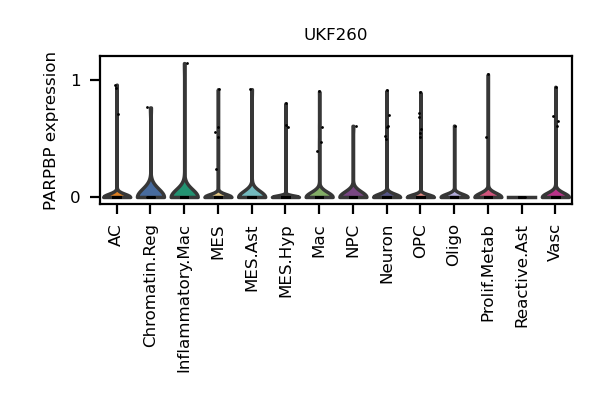 UKF260
PARPBP expression
1
0
AC
Chromatin.Reg
Inflammatory.Mac
MES
MES.Ast
MES.Hyp
Mac
NPC
Neuron
OPC
Oligo
Prolif.Metab
Reactive.Ast
Vasc